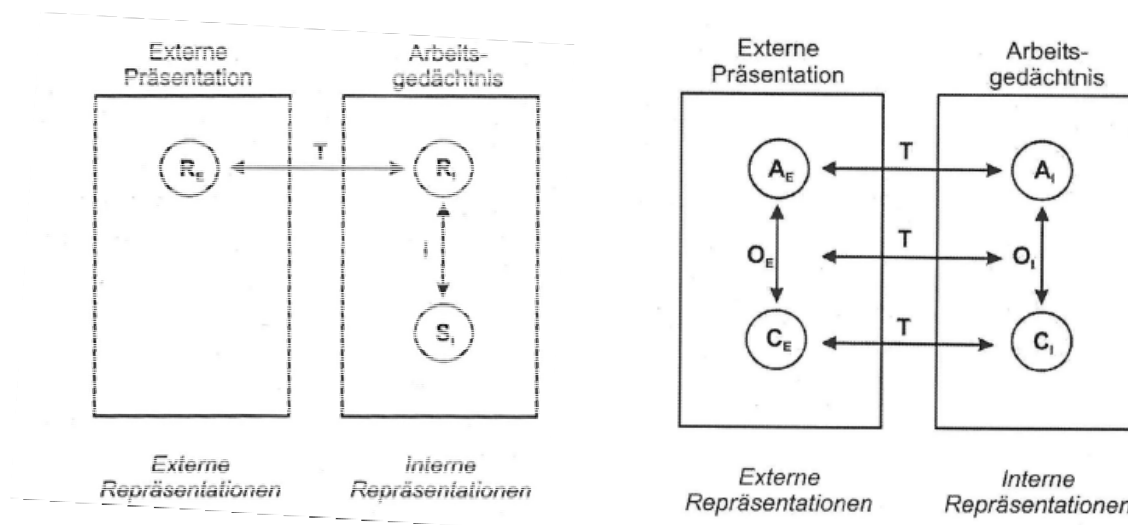 Externe
Präsentation
Arbeits-
gedächtnis
R_E
T
R_I
I
S_I
Externe
Repräsentationen
Interne
Repräsentationen
Externe
Präsentation
Arbeits-
gedächtnis
A_E
T
A_I
O_E
T
O_I
C_E
T
C_I
Externe
Repräsentationen
Interne
Repräsentationen